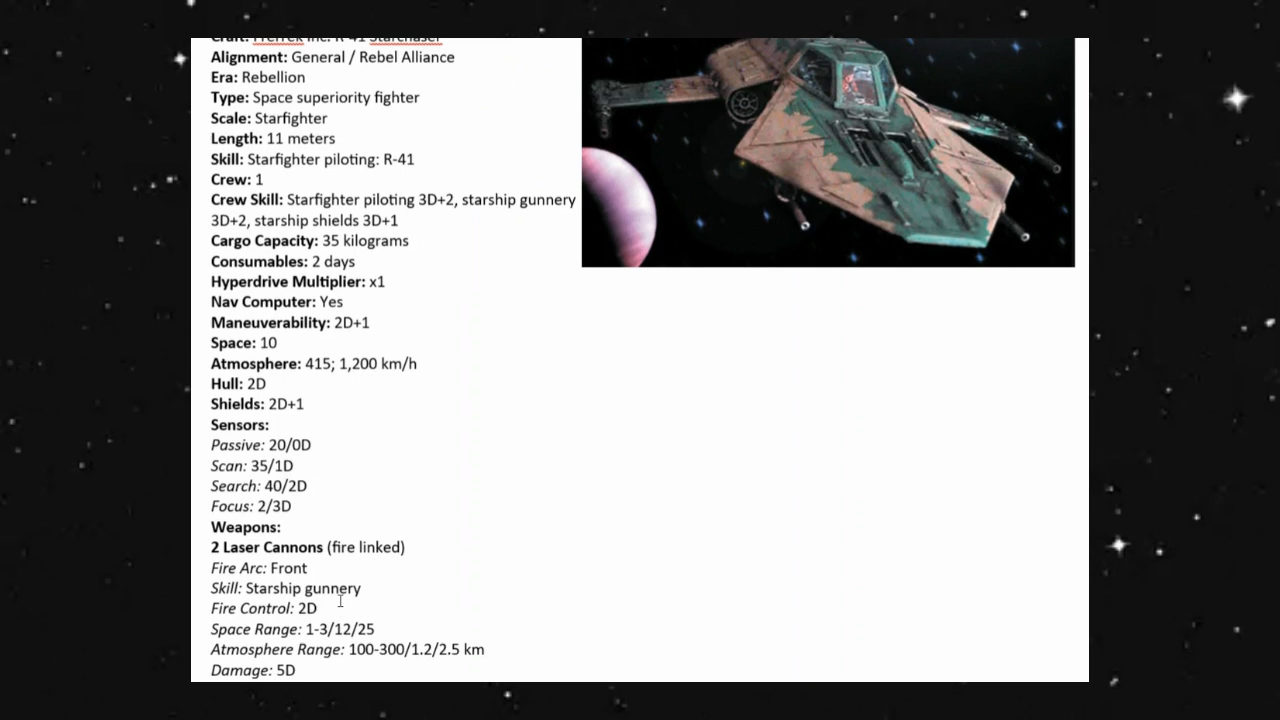 Craft: FreiTek Inc. R-41 Starchaser
Alignment: General / Rebel Alliance
Era: Rebellion
Type: Space superiority fighter
Scale: Starfighter
Length: 11 meters
Skill: Starfighter piloting: R-41
Crew: 1
Crew Skill: Starfighter piloting 3D+2, starship gunnery
3D+2, starship shields 3D+1
Cargo Capacity: 35 kilograms
Consumables: 2 days
Hyperdrive Multiplier: x1
Nav Computer: Yes
Maneuverability: 2D+1
Space: 10
Atmosphere: 415; 1,200 km/h
Hull: 2D
Shields: 2D+1
Sensors:
Passive: 20/0D
Scan: 35/1D
Search: 40/2D
Focus: 2/3D
Weapons:
2 Laser Cannons (fire linked)
Fire Arc: Front
Skill: Starship gunnery
Fire Control: 2D
Space Range: 1-3/12/25
Atmosphere Range: 100-300/1.2/2.5 km
Damage: 5D